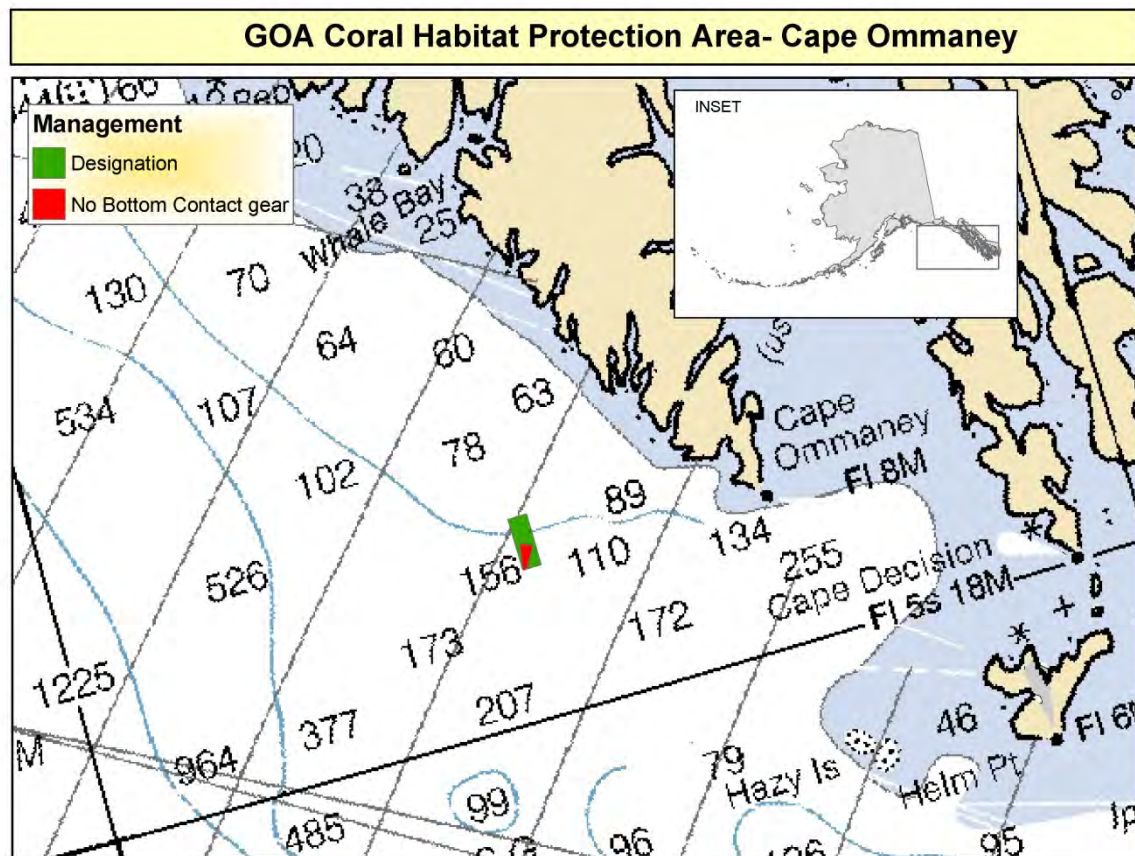 GOA Coral Habitat Protection Area- Cape Ommaney
Management
Designation
No Bottom Contact gear
INSET
38
Whale Bay
25
130
70
64
60
63
534
107
78
102
89
Cape
Ommaney
Fl 8M
134
156
110
255
Cape Decision
Fl 5s 18M
526
173
172
1225
207
377
964
M
46
79
Hazy Is
Helm Pt
99
485
96
95